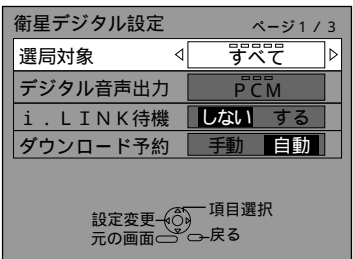 衛星デジタル設定 ページ1/3
選局対象 すべて
デジタル音声出力 PCM
i.LINK待機 しない する
ダウンロード予約 手動 自動
設定変更 項目選択
元の画面 戻る